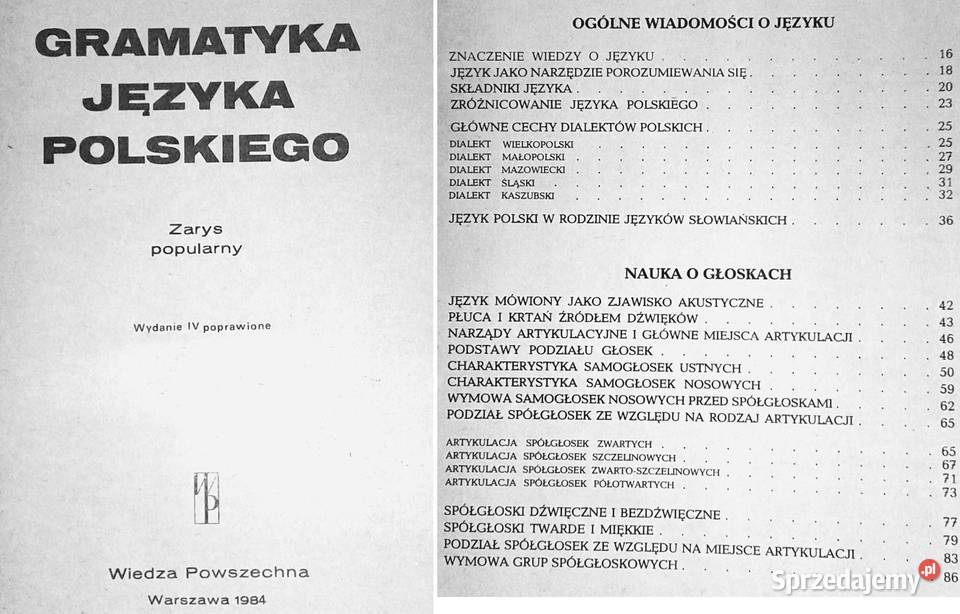 GRAMATYKA
JĘZYKA
POLSKIEGO
Zarys
popularny
Wydanie IV poprawione
WP
Wiedza Powszechna
Warszawa 1984
OGÓLNE WIADOMOŚCI O JĘZYKU
ZNACZENIE WIEDZY O JĘZYKU . . . . . . . . . . 16
JĘZYK JAKO NARZĘDZIE POROZUMIEWANIA SIĘ . . . . . . . 18
SKŁADNIKI JĘZYKA . . . . . . . . . . . . 20
ZRÓŻNICOWANIE JĘZYKA POLSKIEGO . . . . . . . . 23
GŁÓWNE CECHY DIALEKTÓW POLSKICH . . . . . . . . 25
DIALEKT WIELKOPOLSKI . . . . . . . . . . . . 25
DIALEKT MAŁOPOLSKI . . . . . . . . . . . . 27
DIALEKT MAZOWIECKI . . . . . . . . . . . . 29
DIALEKT ŚLĄSKI . . . . . . . . . . . . . 31
DIALEKT KASZUBSKI . . . . . . . . . . . . 32
JĘZYK POLSKI W RODZINIE JĘZYKÓW SŁOWIAŃSKICH . . . . . 36
NAUKA O GŁOSKACH
JĘZYK MÓWIONY JAKO ZJAWISKO AKUSTYCZNE . . . . . . 42
PŁUCA I KRTAŃ ŹRÓDŁEM DŹWIĘKÓW . . . . . . . . 43
NARZĄDY ARTYKULACYJNE I GŁÓWNE MIEJSCA ARTYKULACJI . . . . 46
PODSTAWY PODZIAŁU GŁOSEK . . . . . . . . . . 48
CHARAKTERYSTYKA SAMOGŁOSEK USTNYCH . . . . . . . 50
CHARAKTERYSTYKA SAMOGŁOSEK NOSOWYCH . . . . . . 59
WYMOWA SAMOGŁOSEK NOSOWYCH PRZED SPÓŁGŁOSKAMI . . . . 62
PODZIAŁ SPÓŁGŁOSEK ZE WZGLĘDU NA RODZAJ ARTYKULACJI . . . 65
ARTYKULACJA SPÓŁGŁOSEK ZWARTYCH . . . . . . . . . 65
ARTYKULACJA SPÓŁGŁOSEK SZCZELINOWYCH . . . . . . . . 67
ARTYKULACJA SPÓŁGŁOSEK ZWARTO-SZCZELINOWYCH . . . . . . 71
ARTYKULACJA SPÓŁGŁOSEK PÓŁOTWARTYCH . . . . . . . . 73
SPÓŁGŁOSKI DŹWIĘCZNE I BEZDŹWIĘCZNE . . . . . . . 77
SPÓŁGŁOSKI TWARDE I MIĘKKIE . . . . . . . . . 79
PODZIAŁ SPÓŁGŁOSEK ZE WZGLĘDU NA MIEJSCE ARTYKULACJI . . . 83
WYMOWA GRUP SPÓŁGŁOSKOWYCH . . . . . . . . . 86
Sprzedajemy.pl